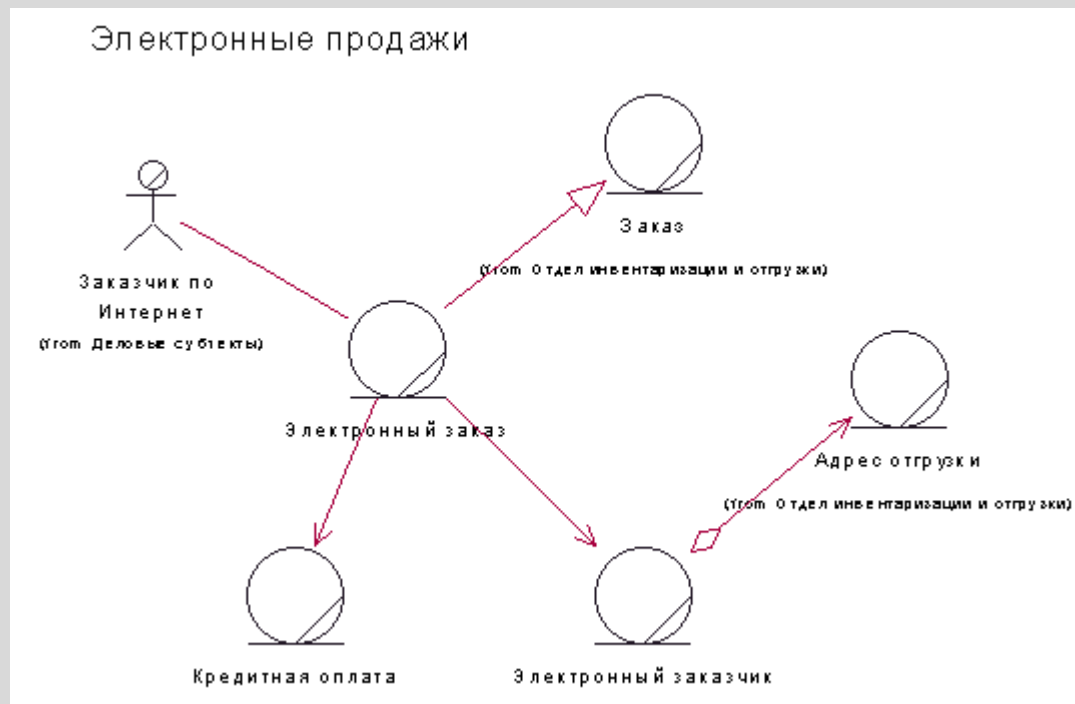 Электронные продажи
Заказ
(from Отдел инвентаризации и отгрузки)
Заказчик по
Интернет
(from Деловые субъекты)
Электронный заказ
Адрес отгрузки
(from Отдел инвентаризации и отгрузки)
Кредитная оплата
Электронный заказчик